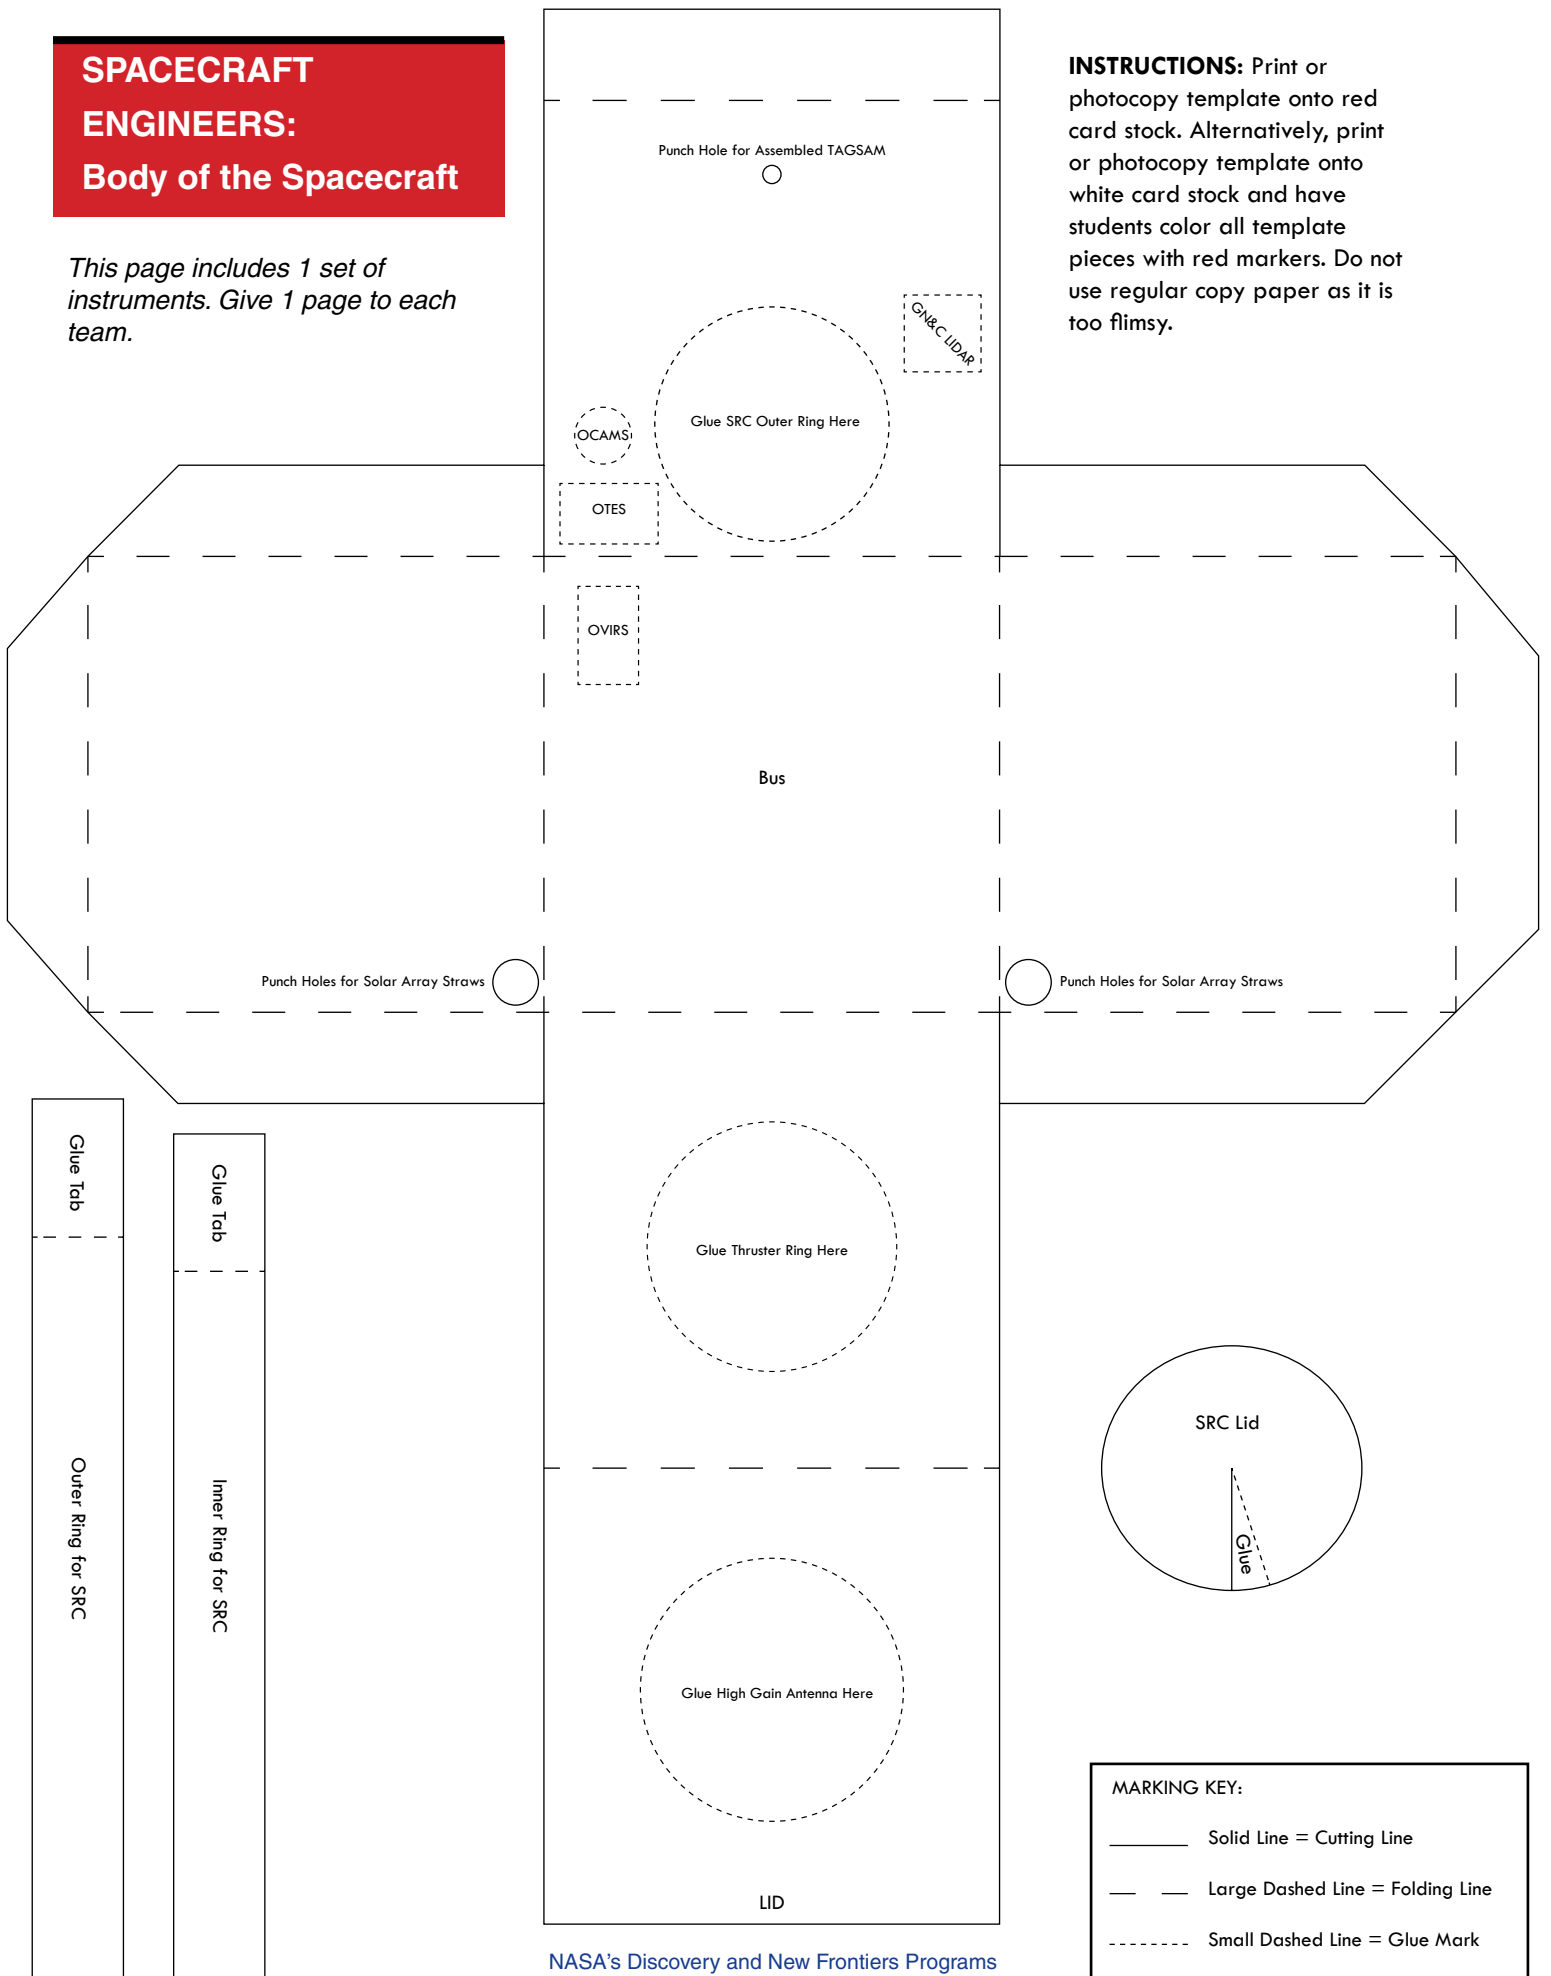 SPACECRAFT
ENGINEERS:
Body of the Spacecraft
This page includes 1 set of
instruments. Give 1 page to each
team.
INSTRUCTIONS: Print or
photocopy template onto red
card stock. Alternatively, print
or photocopy template onto
white card stock and have
students color all template
pieces with red markers. Do not
use regular copy paper as it is
too flimsy.
Punch Hole for Assembled TAGSAM
GN&C LIDAR
Glue SRC Outer Ring Here
OCAMS
OTES
OVIRS
Bus
Punch Holes for Solar Array Straws
Punch Holes for Solar Array Straws
Glue Tab
Outer Ring for SRC
Glue Tab
Inner Ring for SRC
Glue Thruster Ring Here
SRC Lid
Glue
Glue High Gain Antenna Here
LID
MARKING KEY:
Solid Line = Cutting Line
Large Dashed Line = Folding Line
Small Dashed Line = Glue Mark
NASA's Discovery and New Frontiers Programs